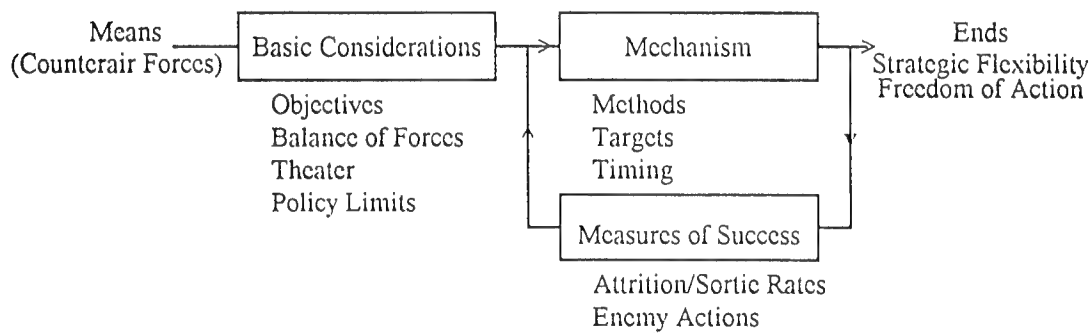 Means
(Counterair Forces)
Basic Considerations
Objectives
Balance of Forces
Theater
Policy Limits
Mechanism
Methods
Targets
Timing
Measures of Success
Attrition/Sortie Rates
Enemy Actions
Ends
Strategic Flexibility
Freedom of Action